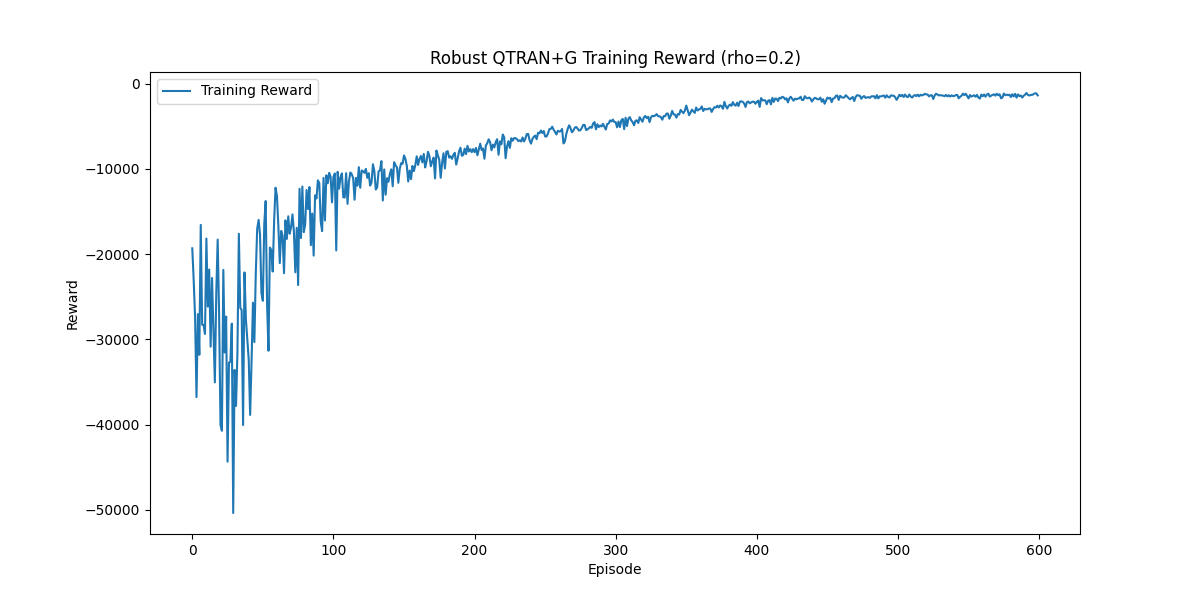 Robust QTRAN+G Training Reward (rho=0.2)
Training Reward
0
−10000
−20000
−30000
−40000
−50000
Reward
0 100 200 300 400 500 600
Episode